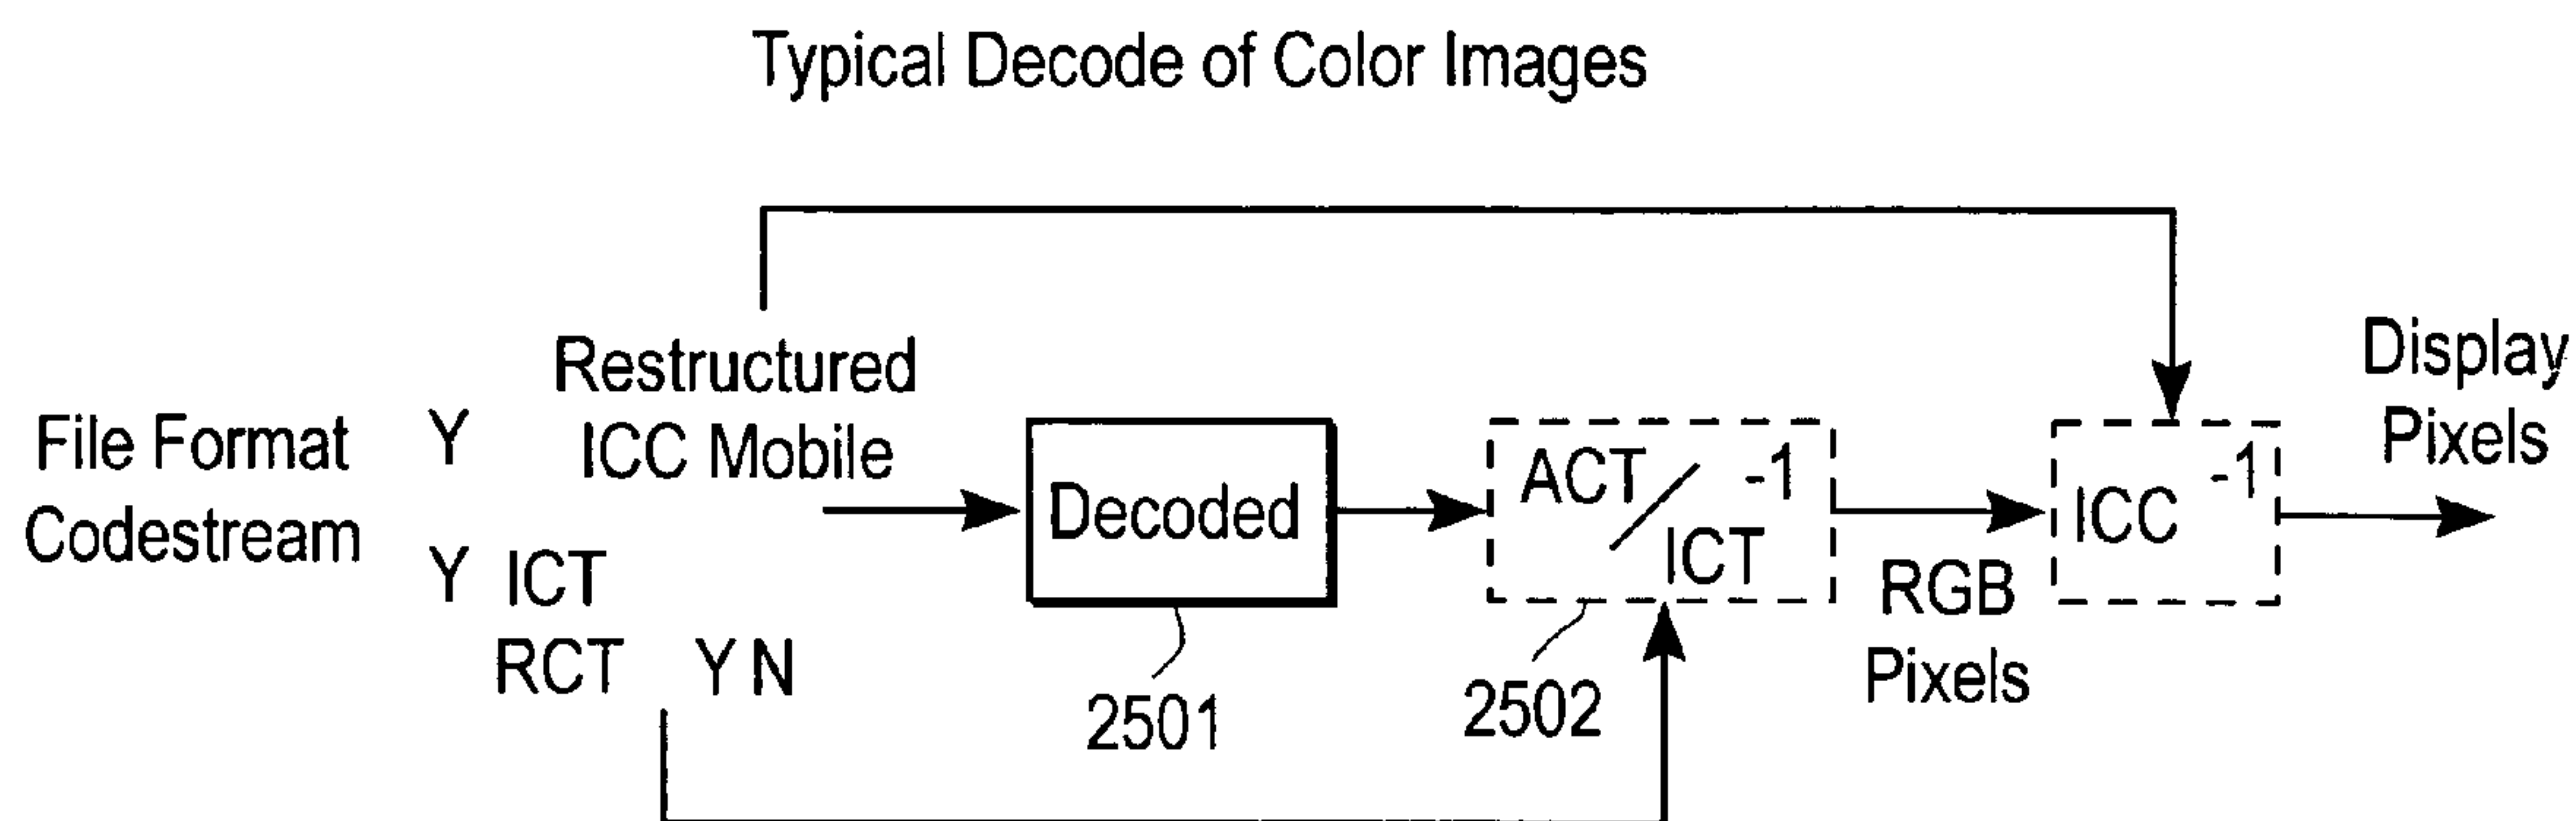 Typical Decode of Color Images
File Format
Codestream
Y
Restructured
ICC Mobile
Y ICT
RCT Y N
Decoded
2501
ACT / ICT -1
2502
RGB
Pixels
ICC -1
Display
Pixels